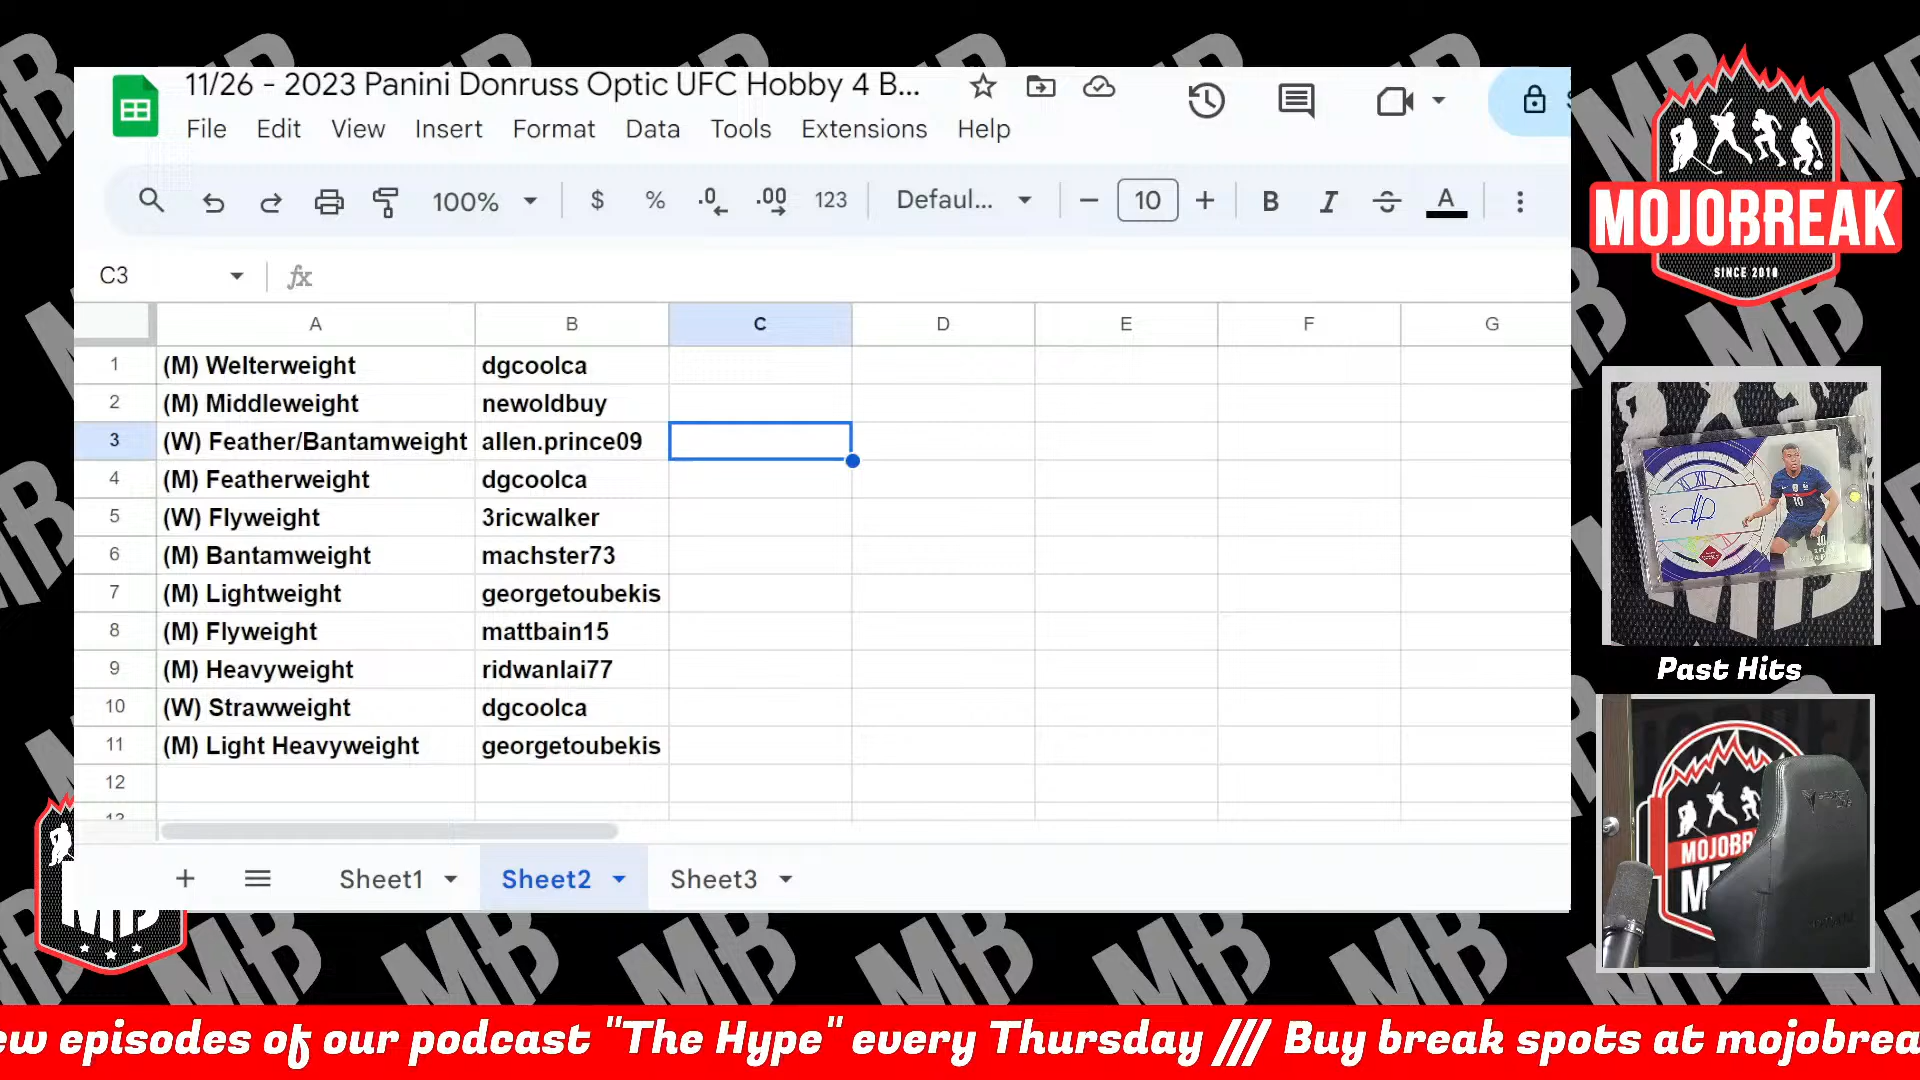 11/26 - 2023 Panini Donruss Optic UFC Hobby 4 B...
File Edit View Insert Format Data Tools Extensions Help
100% $ % .0 .00 123 Defaul... 10 B I S A
C3 fx
A B C D E F G
1 (M) Welterweight dgcoolca
2 (M) Middleweight newoldbuy
3 (W) Feather/Bantamweight allen.prince09
4 (M) Featherweight dgcoolca
5 (W) Flyweight 3ricwalker
6 (M) Bantamweight machster73
7 (M) Lightweight georgetoubekis
8 (M) Flyweight mattbain15
9 (M) Heavyweight ridwanlai77
10 (W) Strawweight dgcoolca
11 (M) Light Heavyweight georgetoubekis
12
13
Sheet1 Sheet2 Sheet3
MOJOBREAK
SINCE 2010
Past Hits
ew episodes of our podcast "The Hype" every Thursday /// Buy break spots at mojobrea